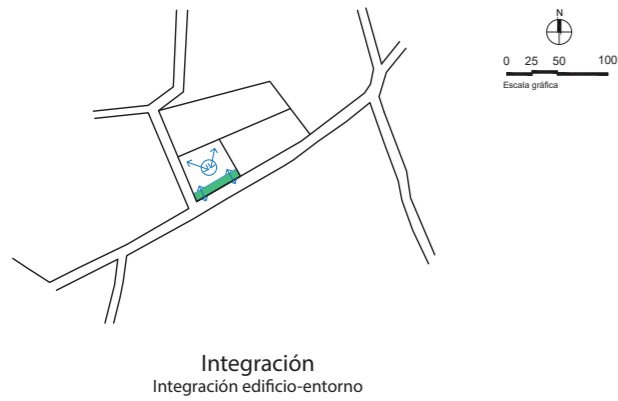 N
0 25 50 100
Escala gráfica
Integración
Integración edificio-entorno